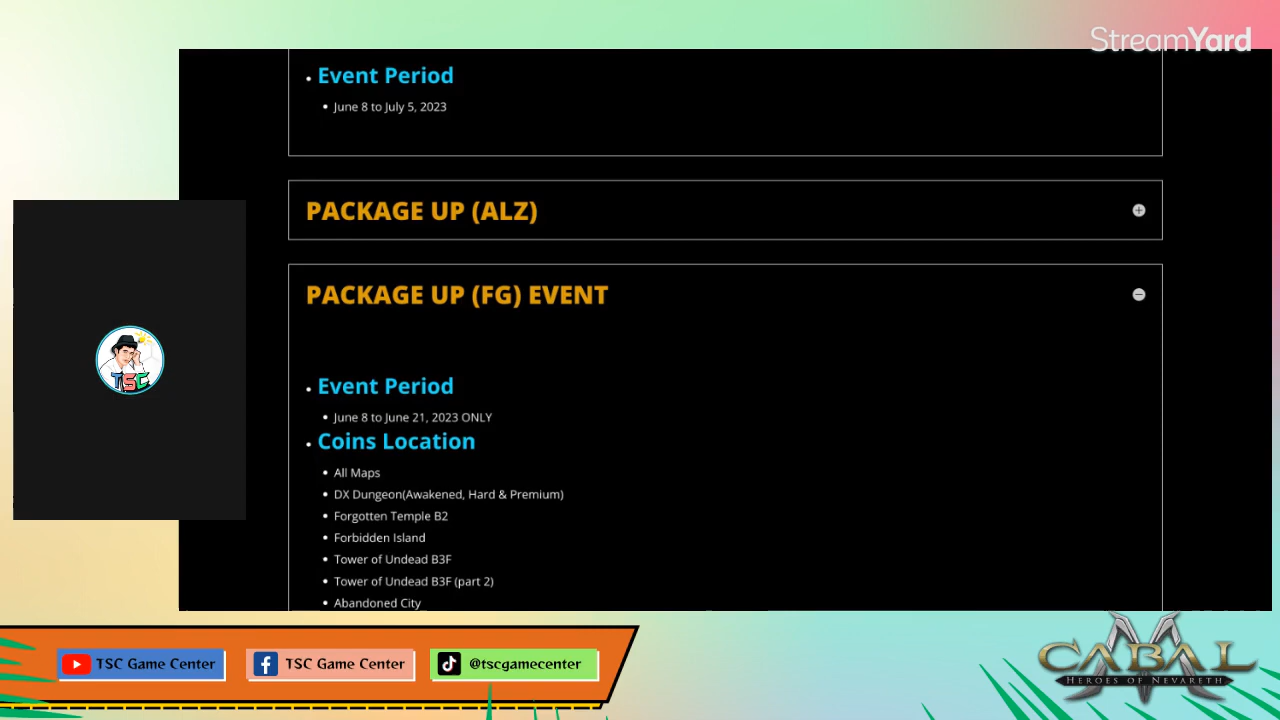 StreamYard
Event Period
June 8 to July 5, 2023
PACKAGE UP (ALZ)
PACKAGE UP (FG) EVENT
Event Period
June 8 to June 21, 2023 ONLY
Coins Location
All Maps
DX Dungeon(Awakened, Hard & Premium)
Forgotten Temple B2
Forbidden Island
Tower of Undead B3F
Tower of Undead B3F (part 2)
Abandoned City
TSC
TSC Game Center
TSC Game Center
@tscgamecenter
CABAL
HEROES OF NEVARETH